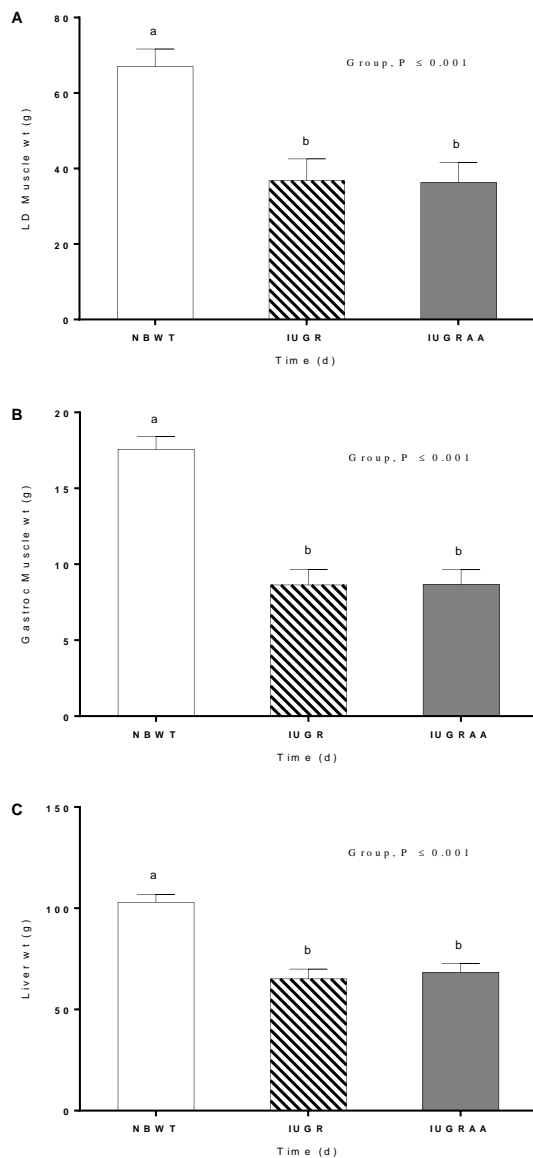 A
80
a
Group, P ≤ 0.001
60
b
b
40
20
0
LD Muscle wt (g)
NBWT IUGR IUGRAA
Time (d)
B
20
a
Group, P ≤ 0.001
15
b
b
10
5
0
Gastroc Muscle wt (g)
NBWT IUGR IUGRAA
Time (d)
C
150
Group, P ≤ 0.001
a
100
b
b
50
0
Liver wt (g)
NBWT IUGR IUGRAA
Time (d)